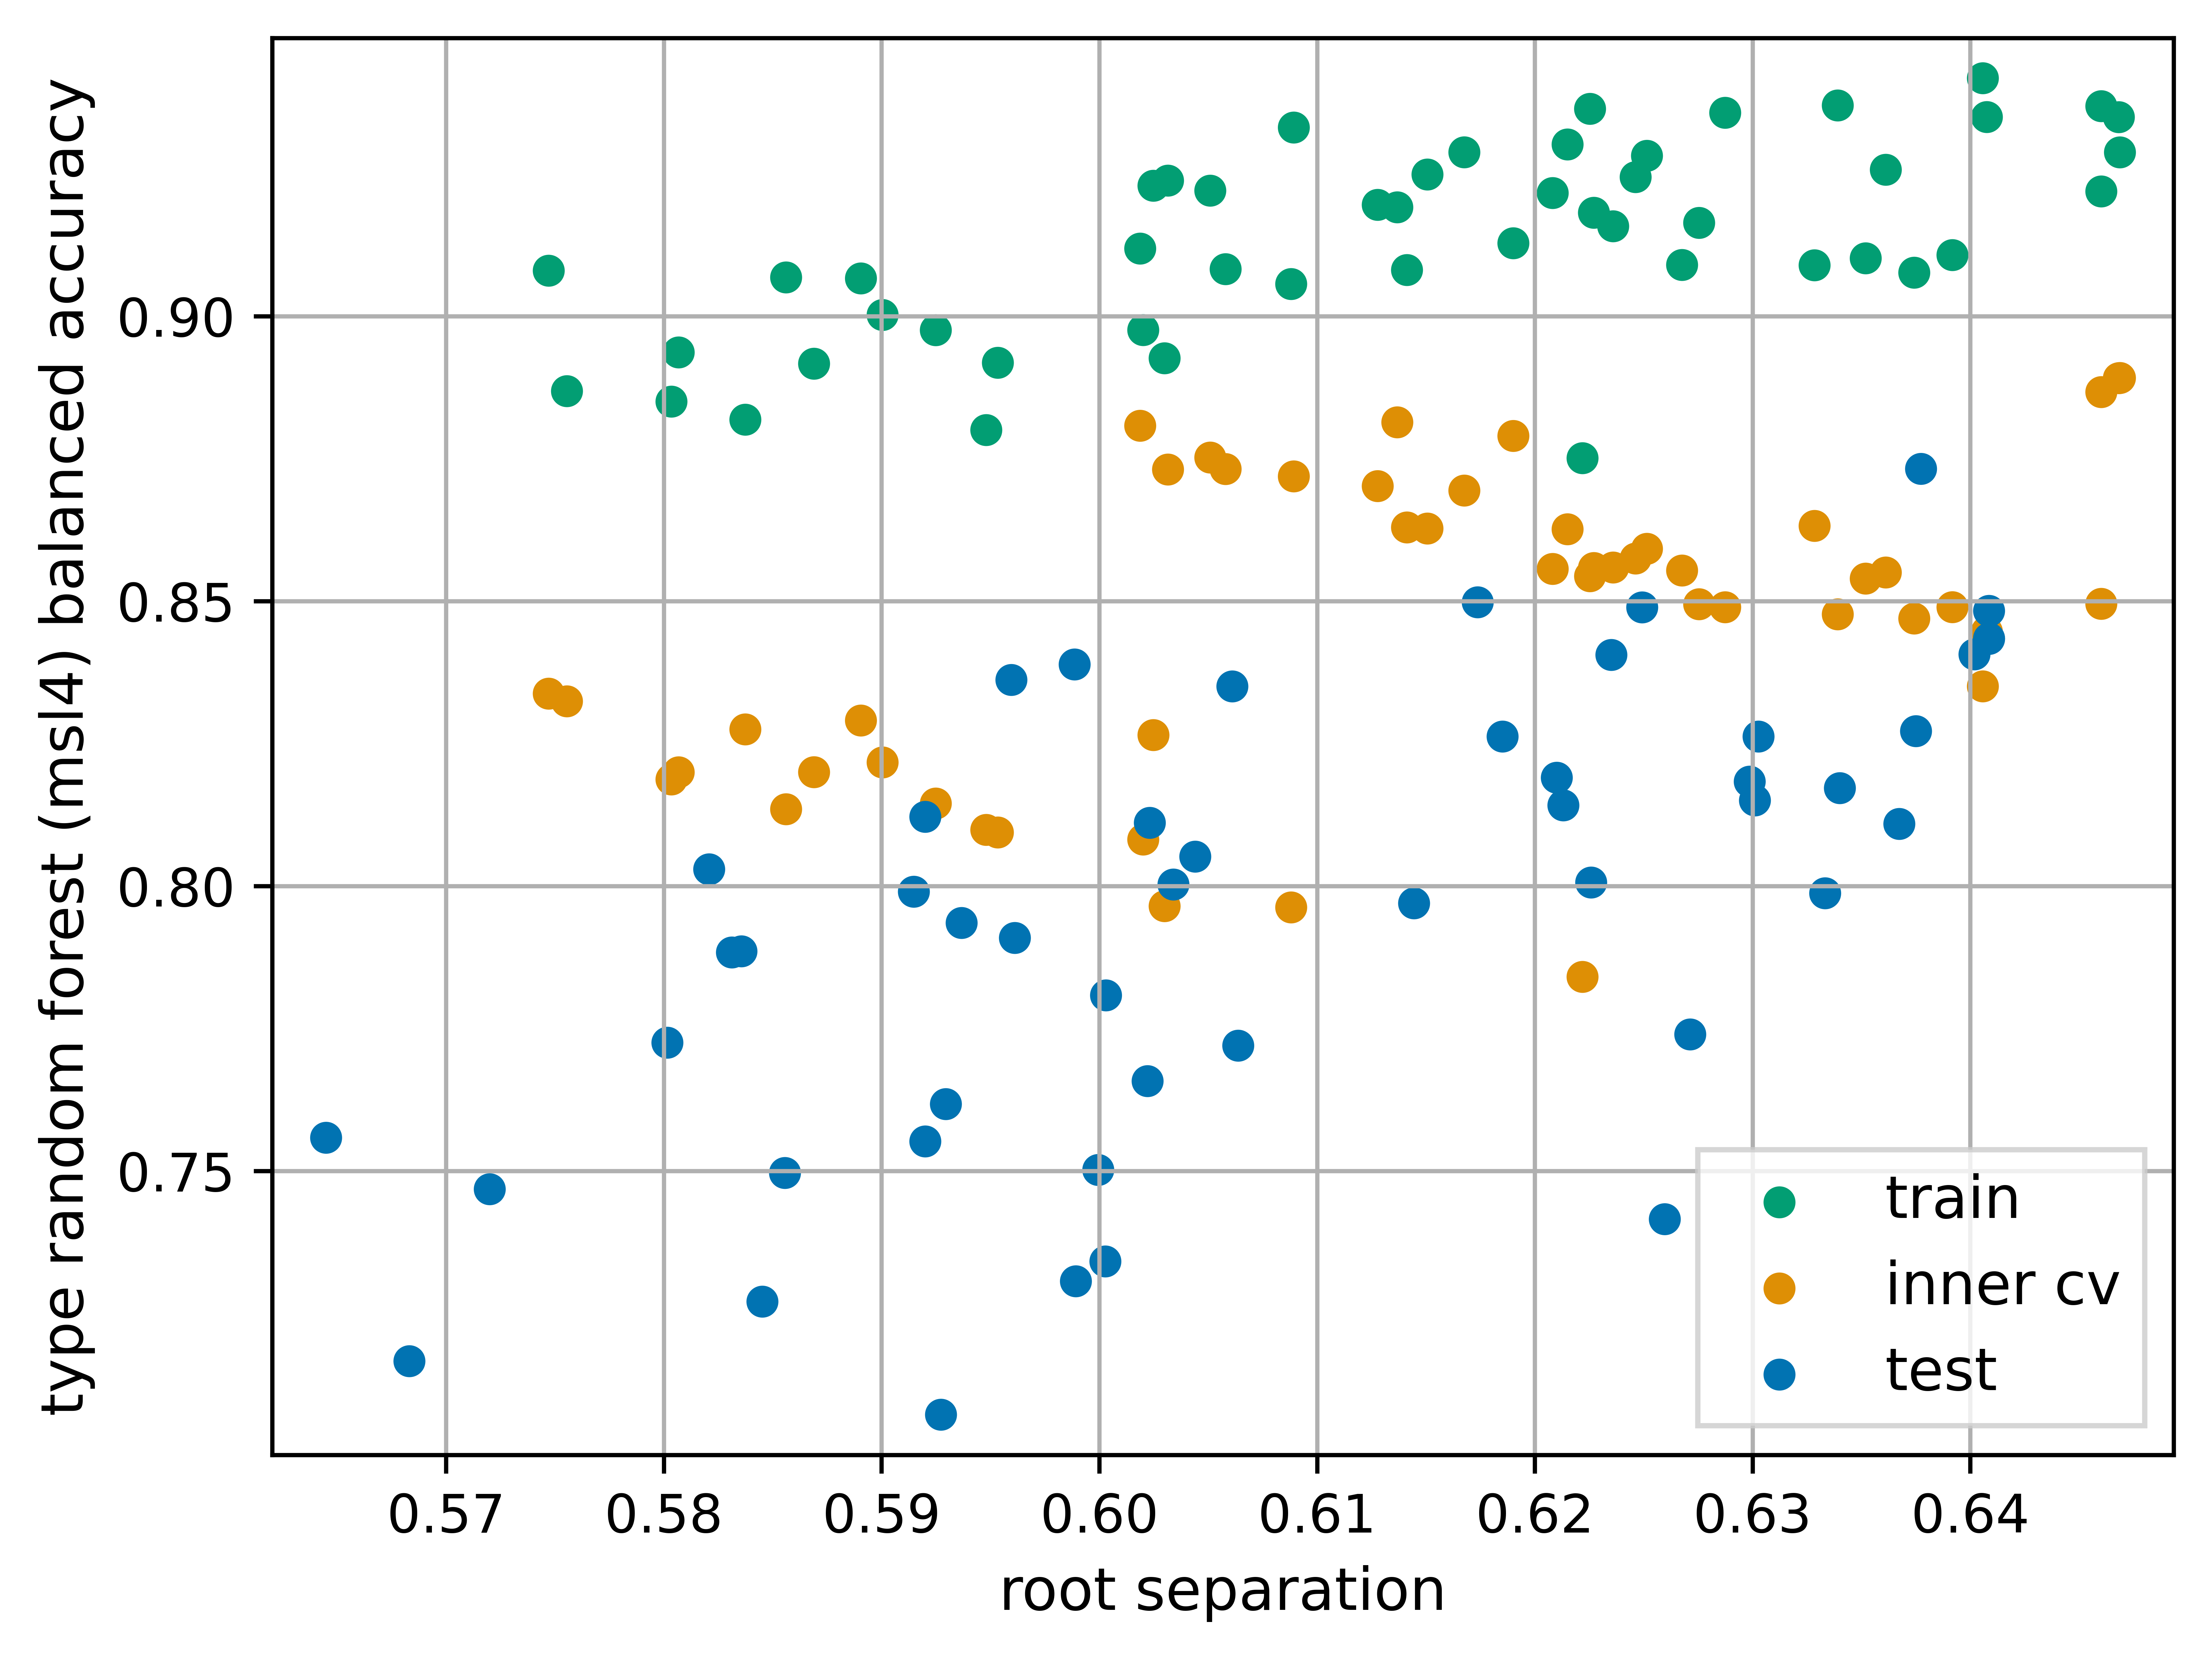 type random forest (msl4) balanced accuracy
0.90
0.85
0.80
0.75
train
inner cv
test
0.57 0.58 0.59 0.60 0.61 0.62 0.63 0.64
root separation